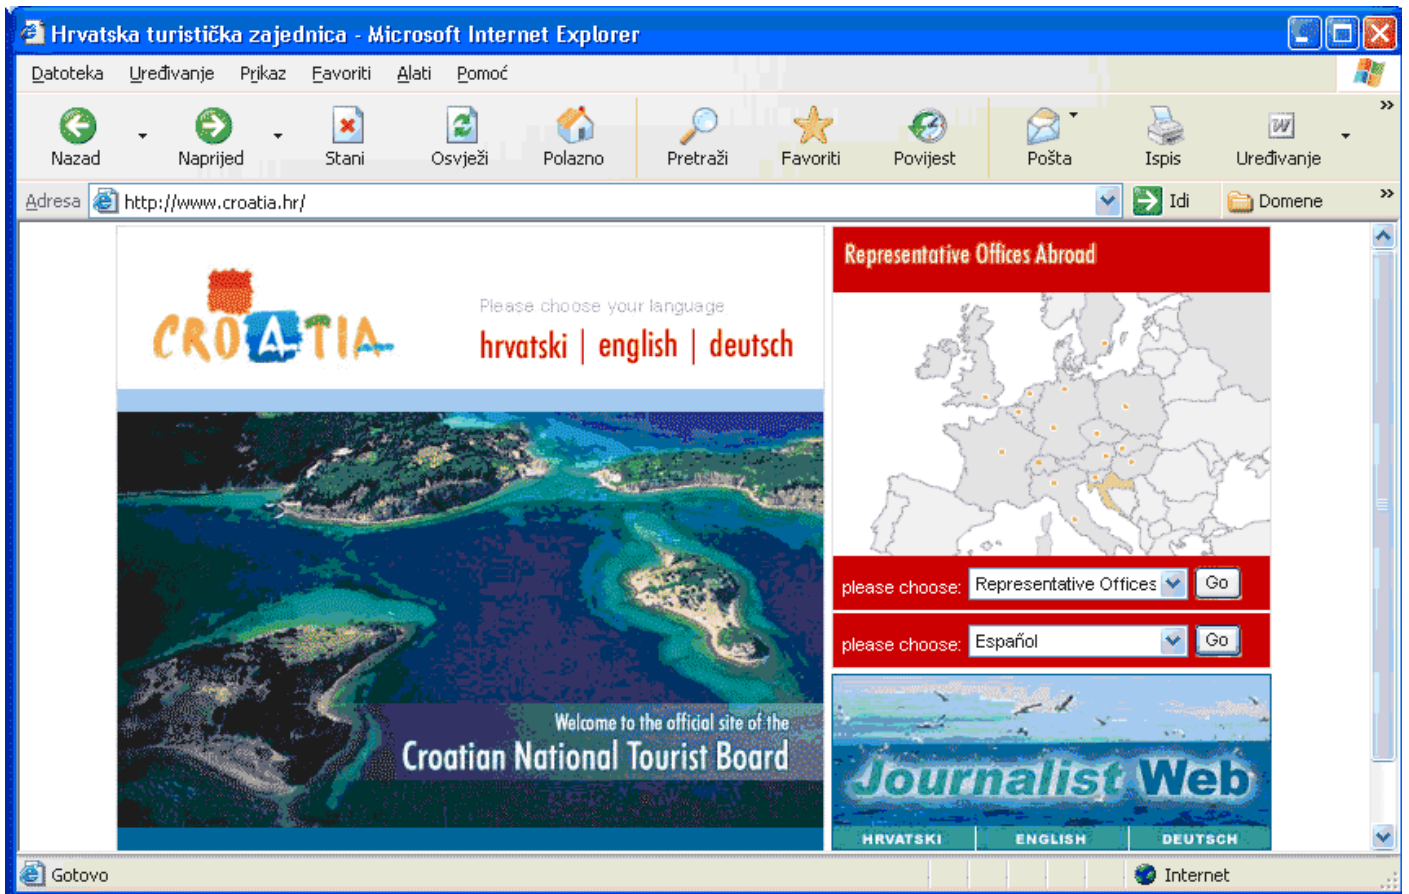 Hrvatska turistička zajednica - Microsoft Internet Explorer
Datoteka Uređivanje Prikaz Favoriti Alati Pomoć
Nazad Naprijed Stani Osvježi Polazno Pretraži Favoriti Povijest Pošta Ispis Uređivanje
Adresa http://www.croatia.hr/ Idi Domene
CROATIA
Please choose your language
hrvatski | english | deutsch
Welcome to the official site of the
Croatian National Tourist Board
Representative Offices Abroad
please choose: Representative Offices Go
please choose: Español Go
Journalist Web
HRVATSKI ENGLISH DEUTSCH
Gotovo Internet